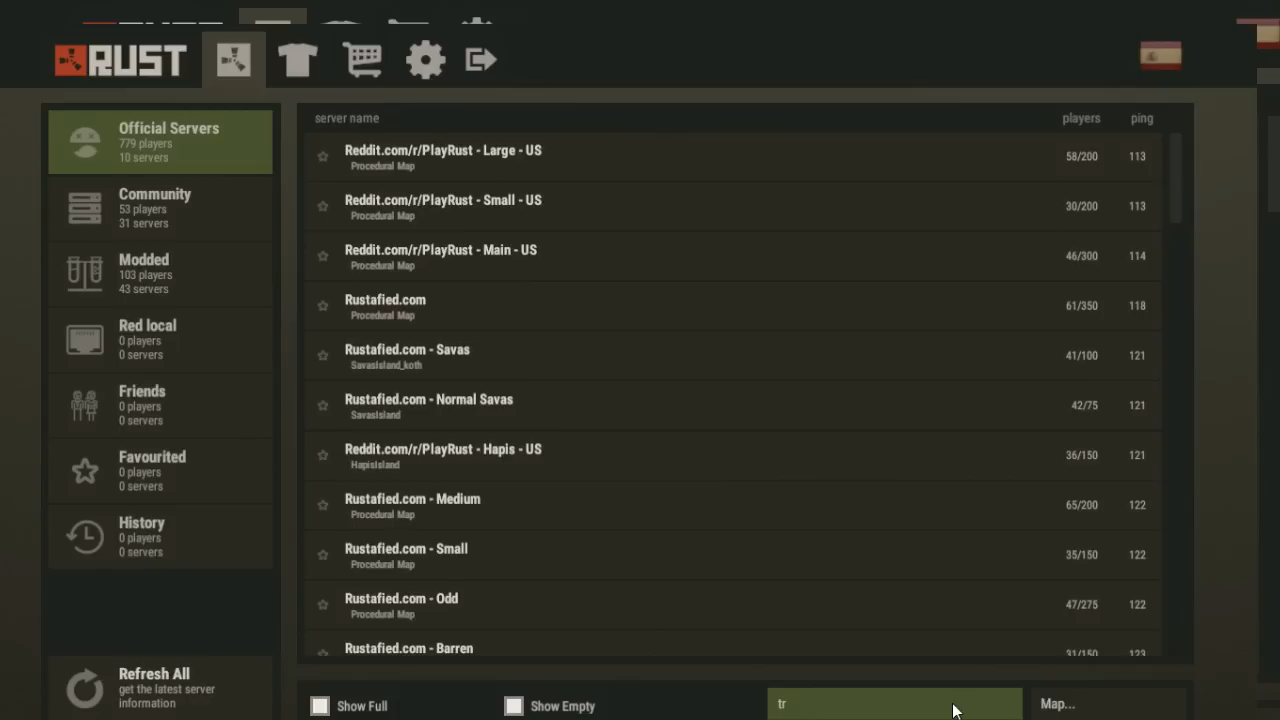 RUST
Official Servers
779 players
10 servers
Community
53 players
31 servers
Modded
103 players
43 servers
Red local
0 players
0 servers
Friends
0 players
0 servers
Favourited
0 players
0 servers
History
0 players
0 servers
Refresh All
get the latest server
information
server name players ping
Reddit.com/r/PlayRust - Large - US 58/200 113
Procedural Map
Reddit.com/r/PlayRust - Small - US 30/200 113
Procedural Map
Reddit.com/r/PlayRust - Main - US 46/300 114
Procedural Map
Rustafied.com 61/350 118
Procedural Map
Rustafied.com - Savas 41/100 121
SavasIsland_koth
Rustafied.com - Normal Savas 42/75 121
SavasIsland
Reddit.com/r/PlayRust - Hapis - US 36/150 121
HapisIsland
Rustafied.com - Medium 65/200 122
Procedural Map
Rustafied.com - Small 35/150 122
Procedural Map
Rustafied.com - Odd 47/275 122
Procedural Map
Rustafied.com - Barren 31/150 123
Show Full Show Empty tr Map...